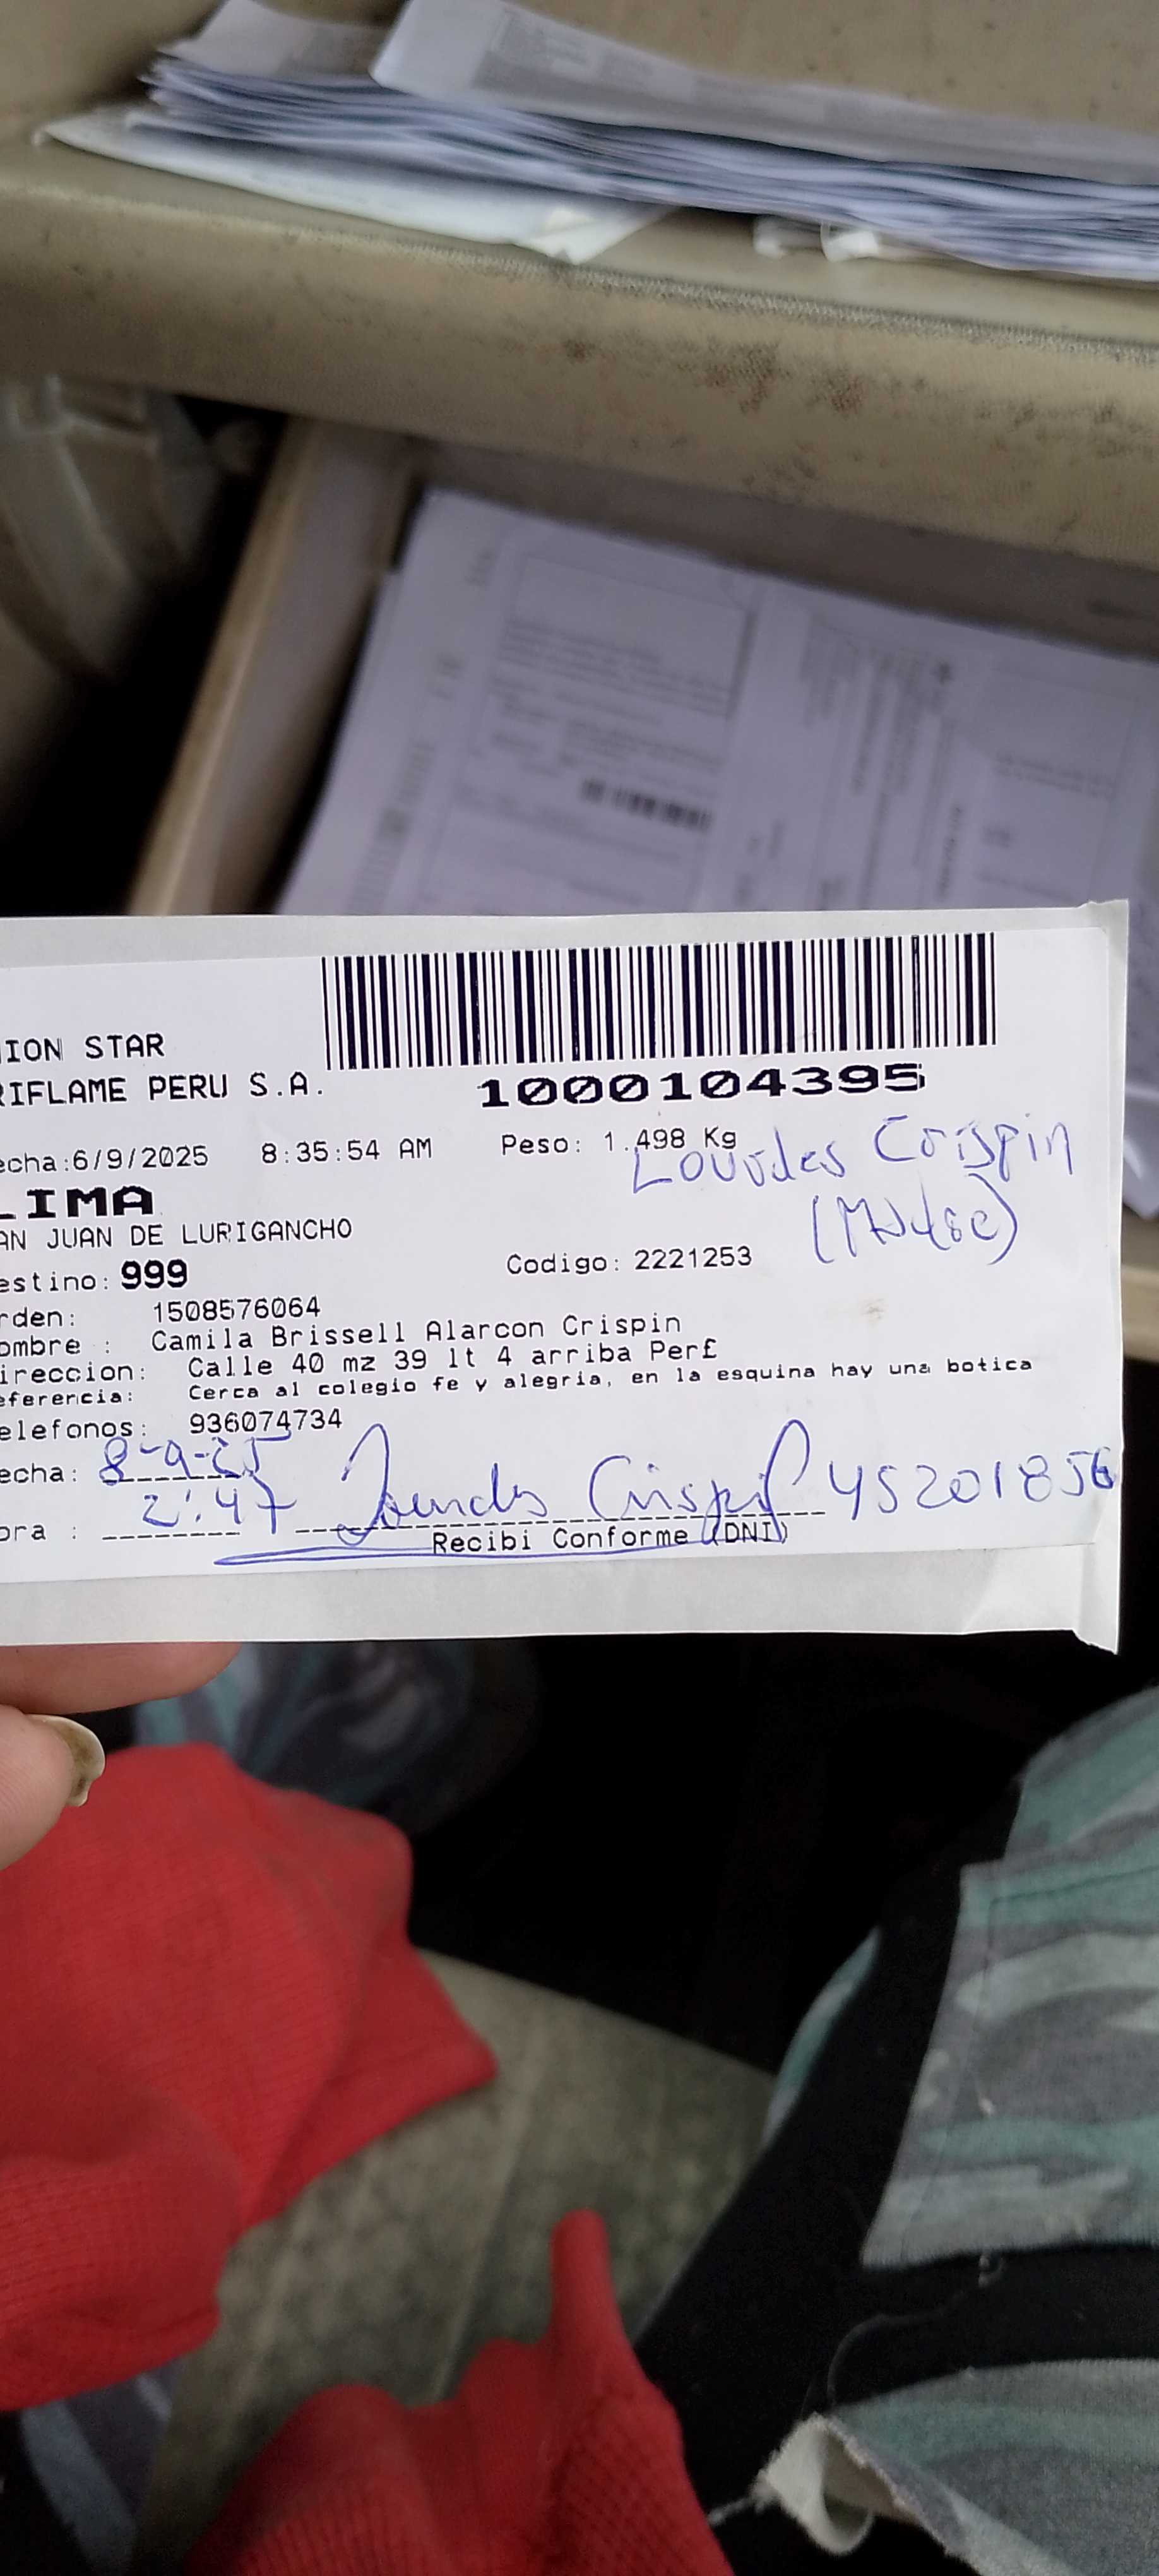 ION STAR
RIFLAME PERU S.A.
1000104395
echa:6/9/2025 8:35:54 AM Peso: 1.498 Kg
Lourdes Crispin
LIMA
AN JUAN DE LURIGANCHO
estino: 999 Codigo: 2221253
rden: 1508576064
ombre : Camila Brissell Alarcon Crispin
ireccion: Calle 40 mz 39 lt 4 arriba Per£
eferencia: Cerca al colegio fe y alegria, en la esquina hay una botica
elefonos: 936074734
echa: 8-9-25
ora : 2:47 Lourdes Crispin 45201856
Recibi Conforme (DNI)